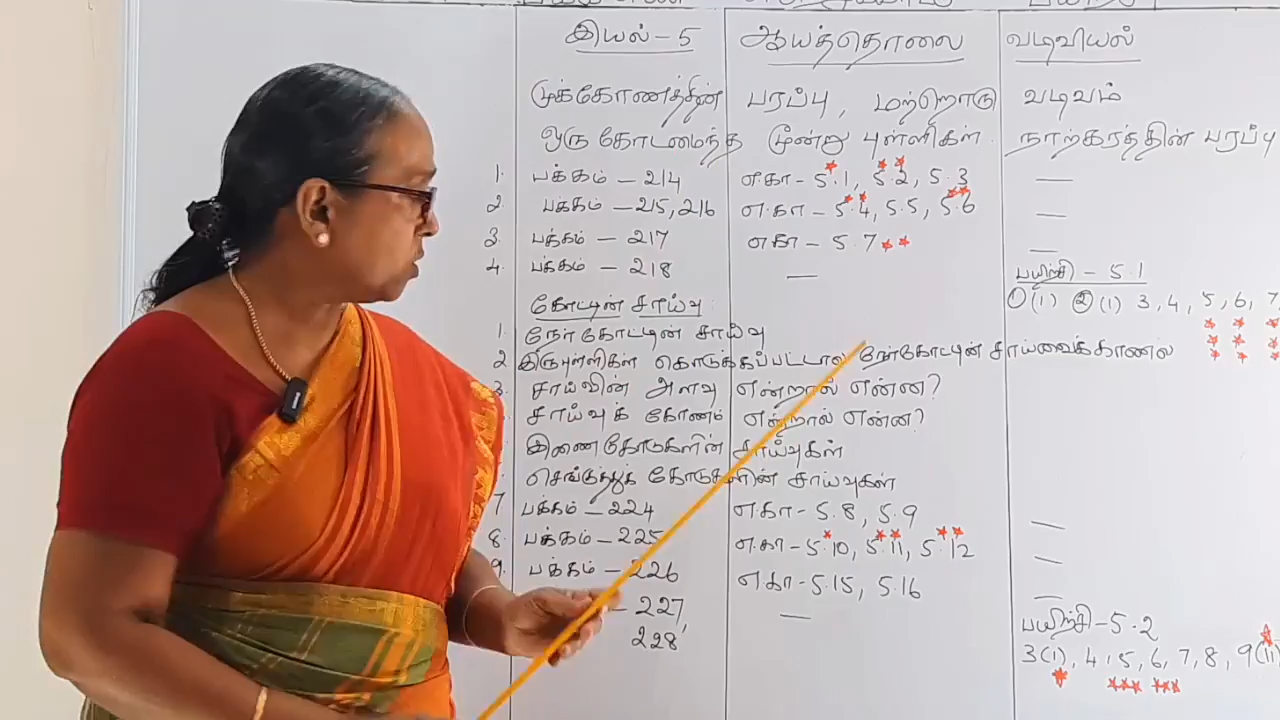 இயல் - 5 ஆயத்தொலை வடிவியல்
முக்கோணத்தின் பரப்பு, மற்றொரு வடிவம்
ஒரு கோடமைந்த மூன்று புள்ளிகள். நாற்கரத்தின் பரப்பு
1. பக்கம் - 214 எ.கா - 5.1, 5.2, 5.3 —
2 பக்கம் - 215, 216 எ.கா - 5.4, 5.5, 5.6 —
3. பக்கம் - 217 எகா - 5.7 —
4. பக்கம் - 218 — பயிற்சி - 5.1
① (1) ② (1) 3, 4, 5, 6, 7
கோட்டின் சாய்வு
1. நேர்கோட்டின் சாய்வு
2 இருபுள்ளிகள் கொடுக்கப்பட்டால் நேர்கோட்டின் சாய்வைக்காணல்
3. சாய்வின் அளவு என்றால் என்ன?
சாய்வுக் கோணம் என்றால் என்ன?
இணைகோடுகளின் சாய்வுகள்
செங்குத்துக் கோடுகளின் சாய்வுகள்
7 பக்கம் - 224 எ.கா - 5.8, 5.9 —
8. பக்கம் - 225 எ.கா - 5.10, 5.11, 5.12 —
9. பக்கம் - 226 எ.கா - 5.15, 5.16 —
- 227, — பயிற்சி - 5.2
228 3(1), 4, 5, 6, 7, 8, 9(11)